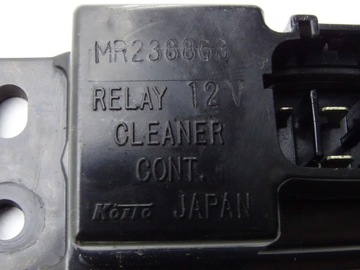 MR238863
RELAY 12V
CLEANER
CONT.
KOITO JAPAN